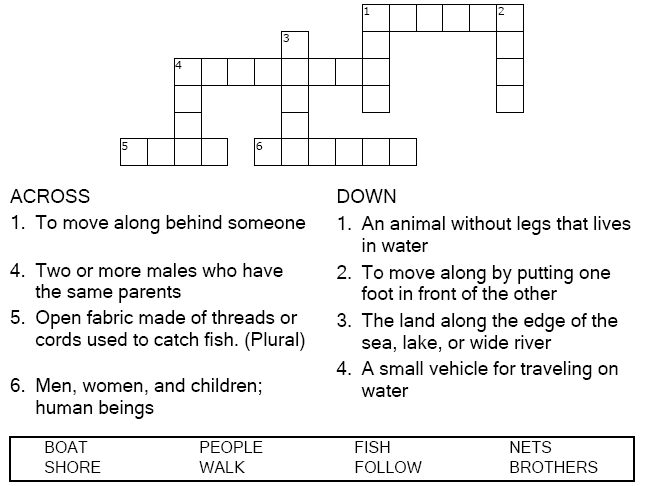 1 2
3
4
5 6
ACROSS
1. To move along behind someone
4. Two or more males who have
the same parents
5. Open fabric made of threads or
cords used to catch fish. (Plural)
6. Men, women, and children;
human beings
DOWN
1. An animal without legs that lives
in water
2. To move along by putting one
foot in front of the other
3. The land along the edge of the
sea, lake, or wide river
4. A small vehicle for traveling on
water
BOAT PEOPLE FISH NETS
SHORE WALK FOLLOW BROTHERS